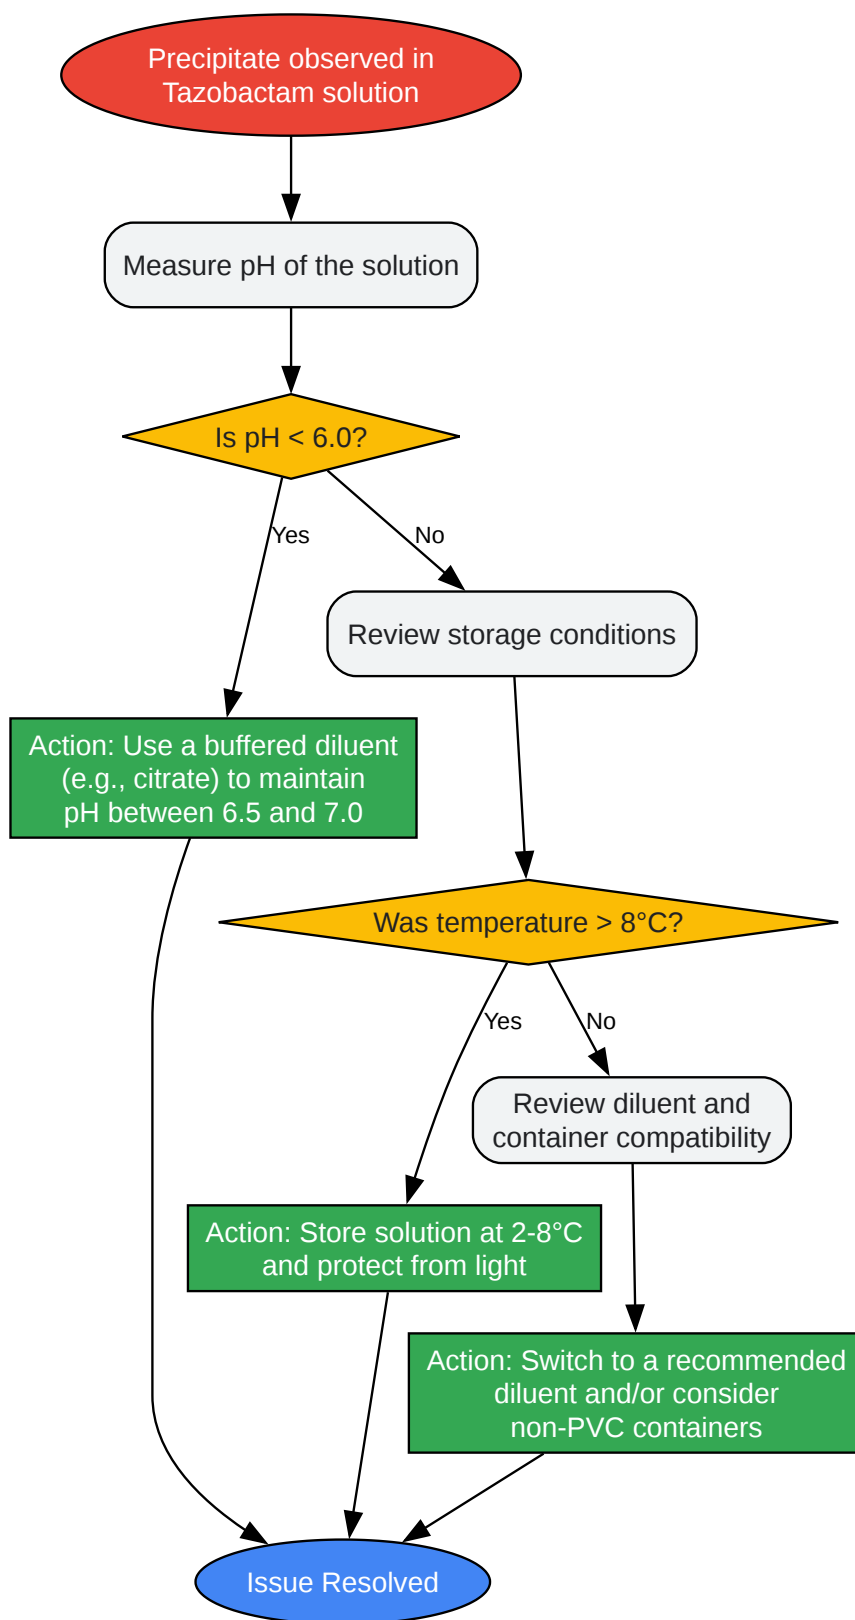 Precipitate observed in
Tazobactam solution
Measure pH of the solution
Is pH < 6.0?
Yes
No
Review storage conditions
Action: Use a buffered diluent
(e.g., citrate) to maintain
pH between 6.5 and 7.0
Was temperature > 8°C?
Yes
No
Review diluent and
container compatibility
Action: Store solution at 2-8°C
and protect from light
Action: Switch to a recommended
diluent and/or consider
non-PVC containers
Issue Resolved